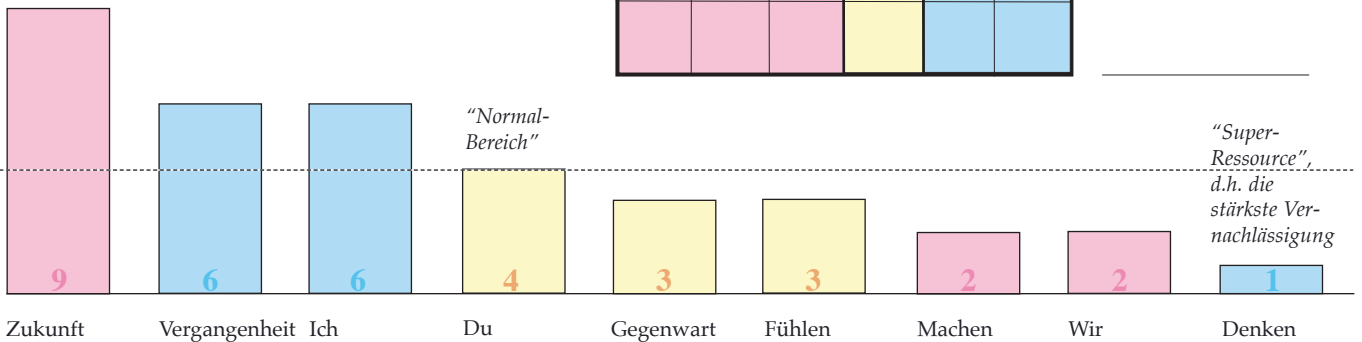 “Normal-
Bereich”
“Super-
Ressource”,
d.h. die
stärkste Ver-
nachlässigung
9 6 6 4 3 3 2 2 1
Zukunft Vergangenheit Ich Du Gegenwart Fühlen Machen Wir Denken